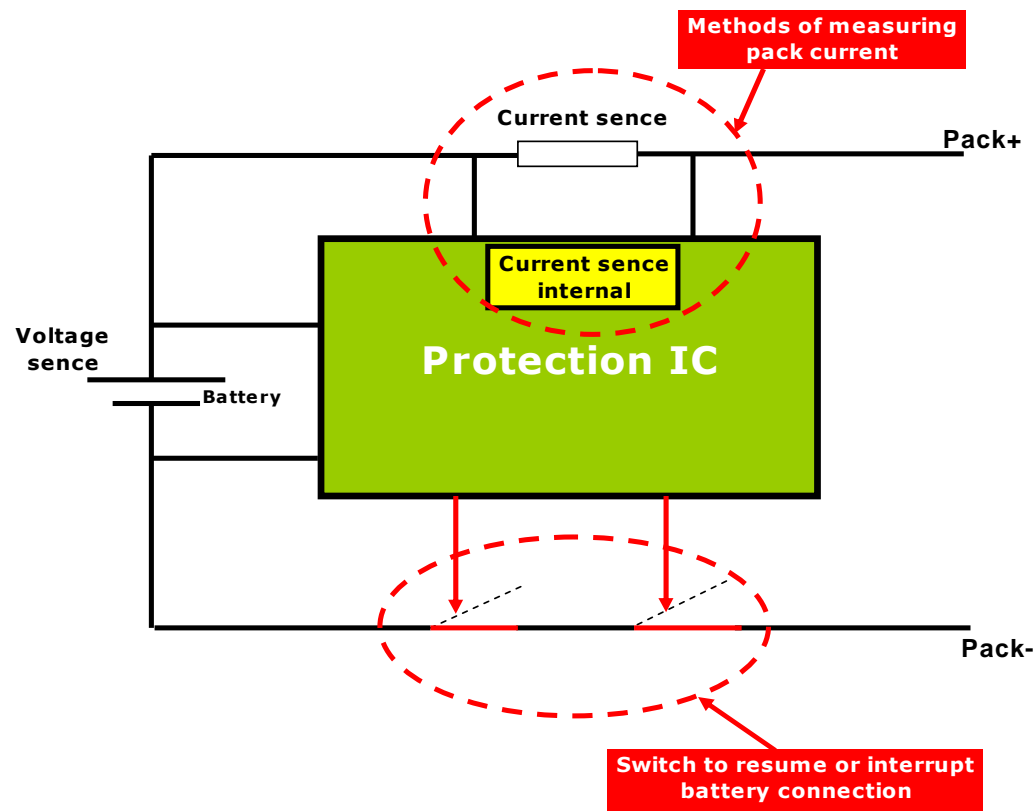 Methods of measuring
pack current
Current sence
Pack+
Current sence
internal
Voltage
sence
Protection IC
Battery
Pack-
Switch to resume or interrupt
battery connection